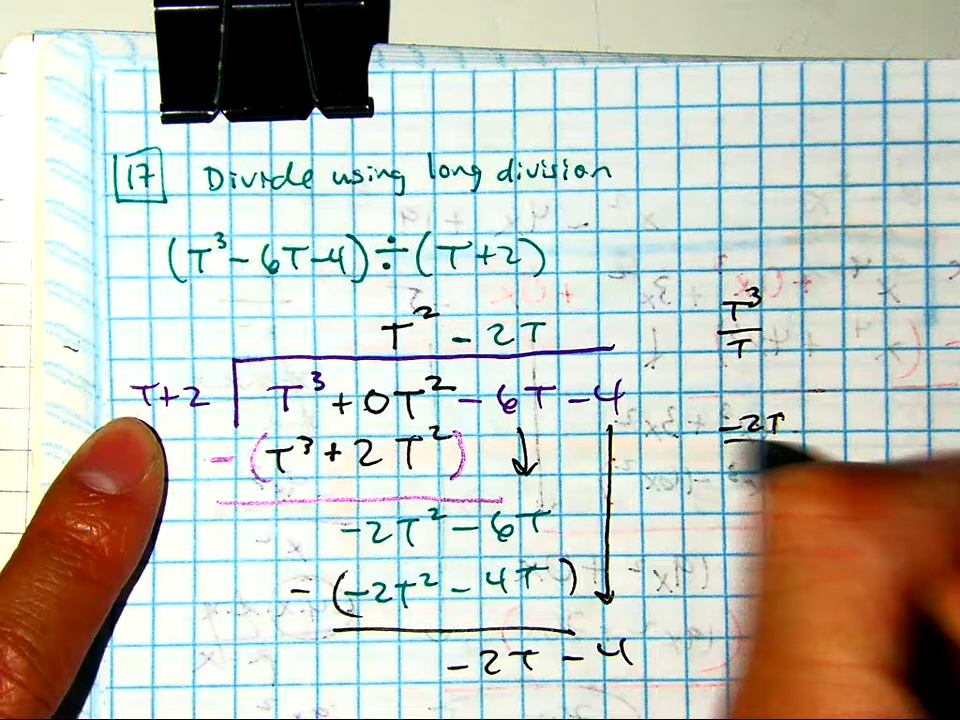 17 Divide using long division
(T³ - 6T - 4) ÷ (T + 2)
T² - 2T
T+2 T³ + 0T² - 6T - 4
- (T³ + 2T²)
-2T² - 6T
- (-2T² - 4T)
-2T - 4
T³
T
-2T